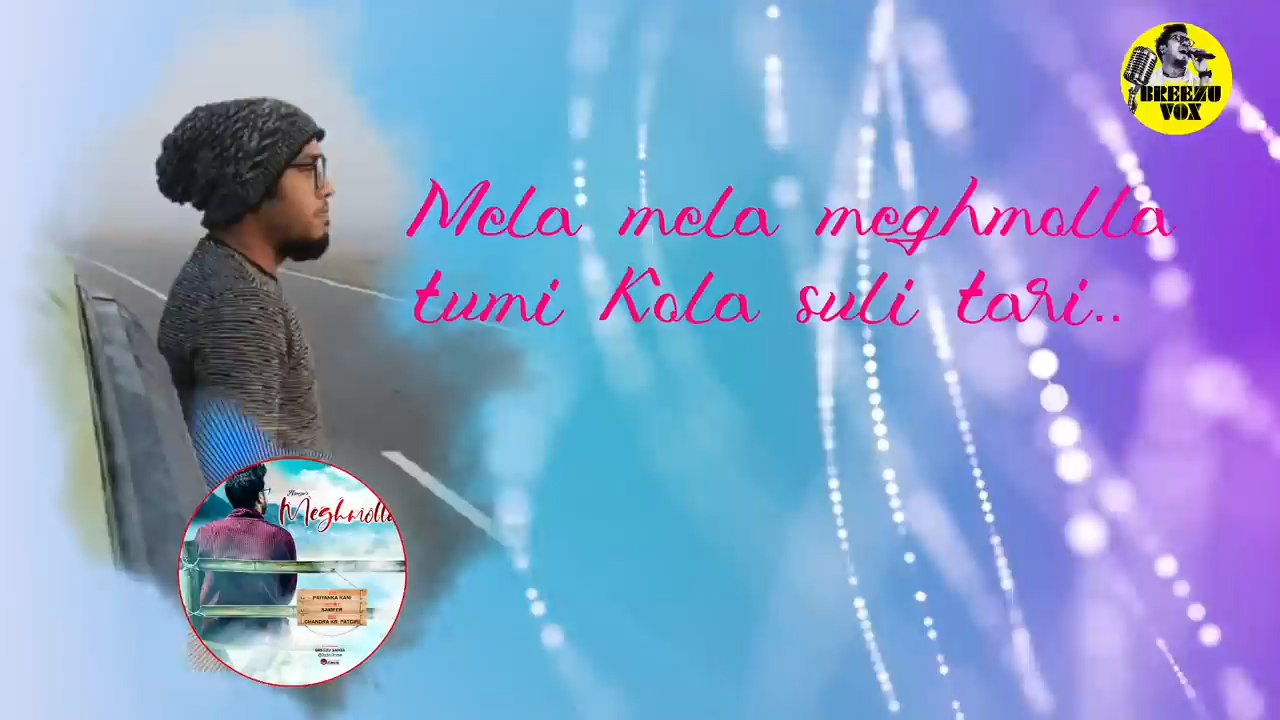 BREEZU
VOX
Mela mela meghmolla
tumi Kola suli tari..
Meghmolla
PRIYANKA RANI
SAMEER
CHANDRA KR. PATGIRI